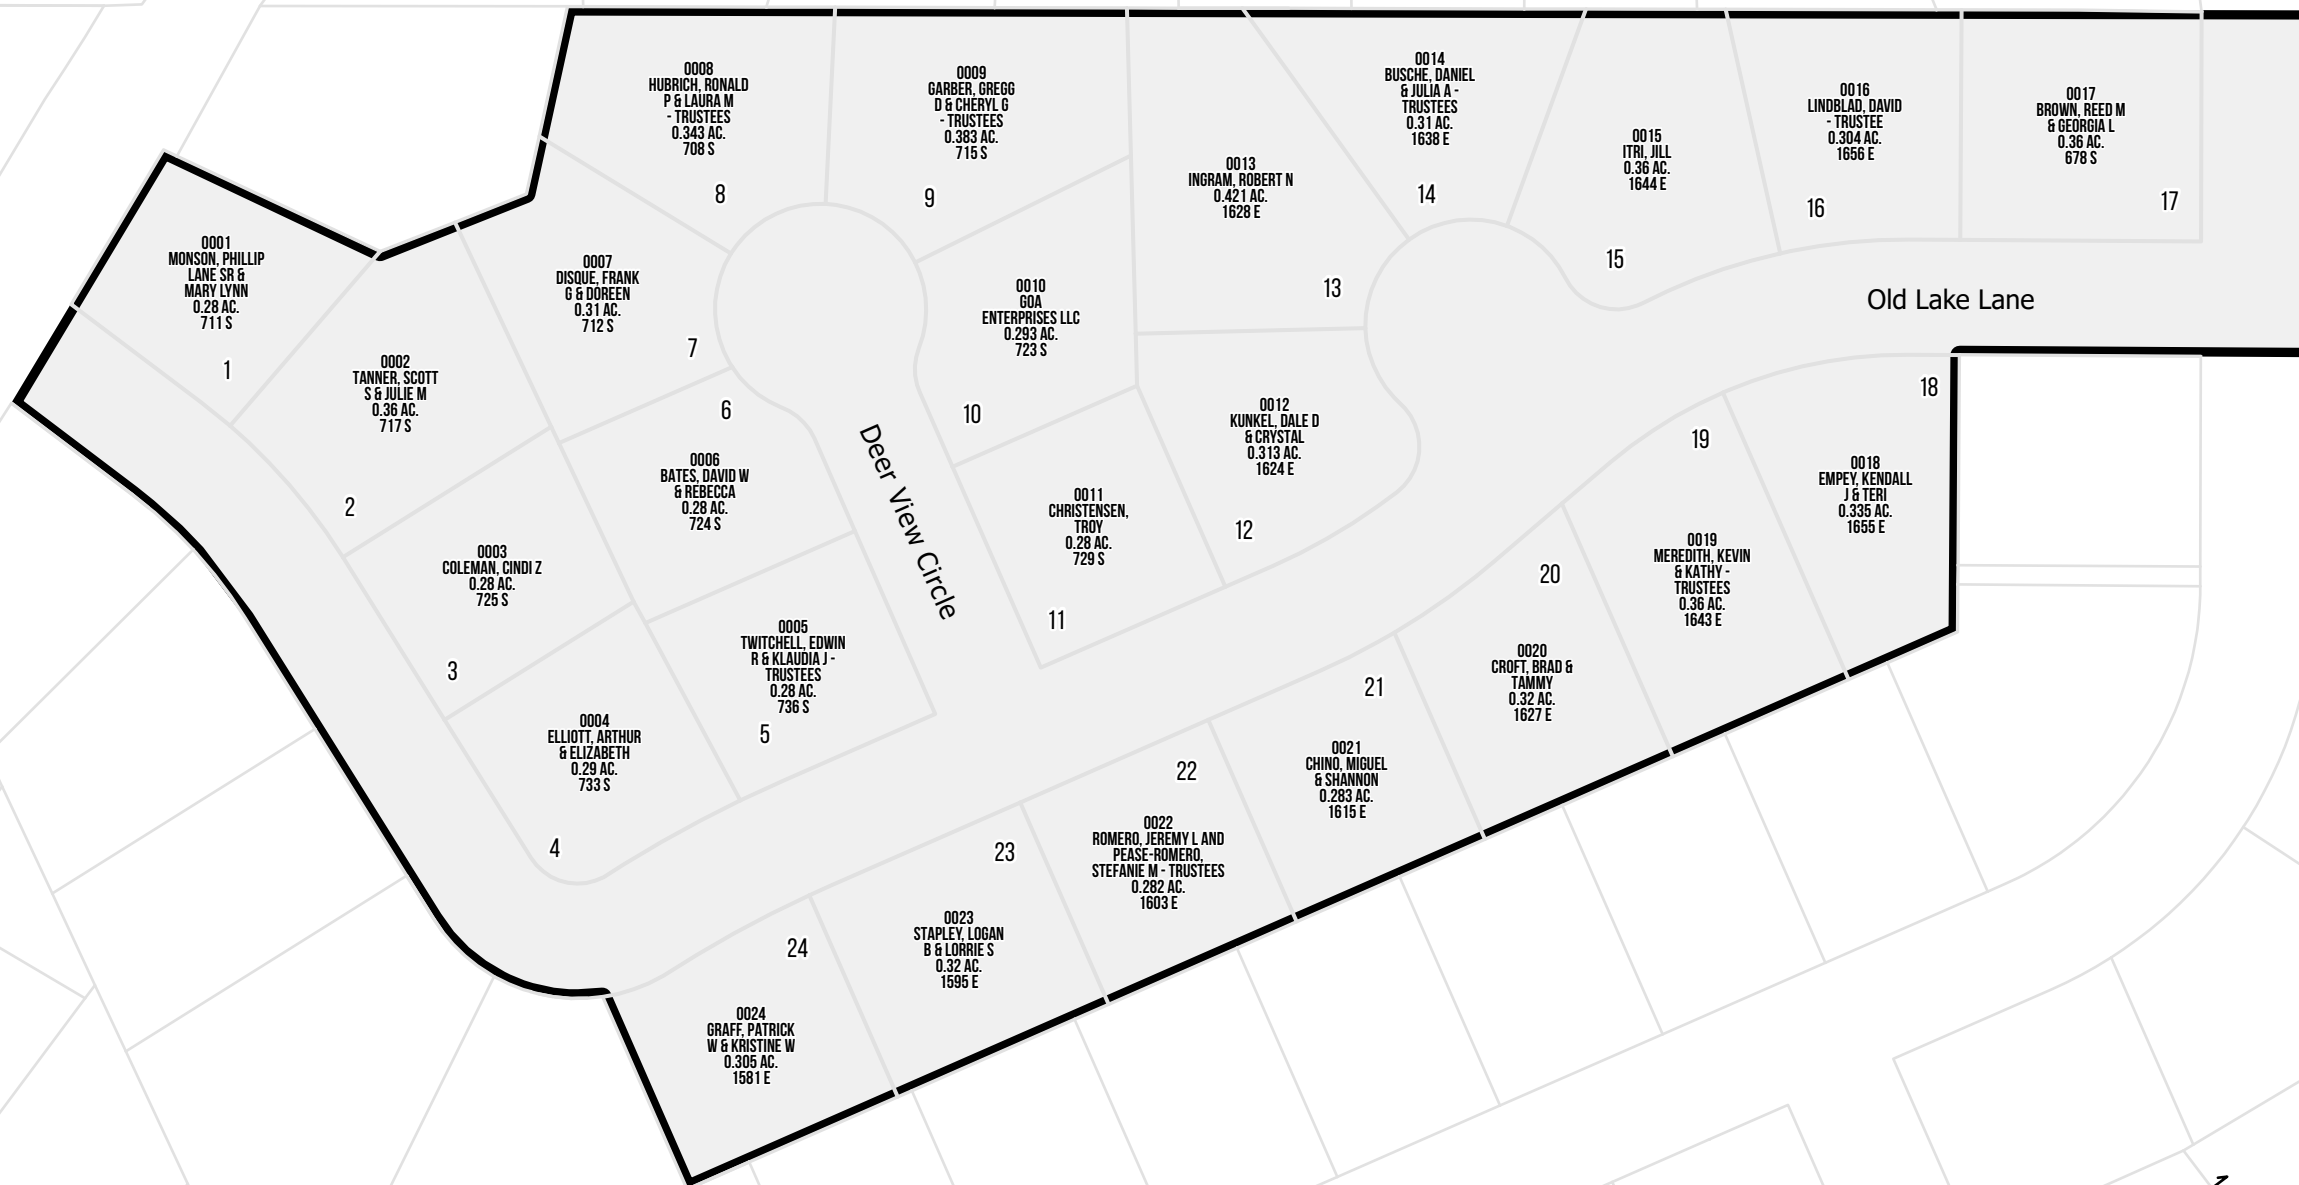 0008
HUBRICH, RONALD
P & LAURA M
- TRUSTEES
0.343 AC.
708 S
8
0009
GARBER, GREGG
D & CHERYL G
- TRUSTEES
0.383 AC.
715 S
9
0014
BUSCHE, DANIEL
& JULIA A -
TRUSTEES
0.31 AC.
1638 E
14
0013
INGRAM, ROBERT N
0.421 AC.
1628 E
13
0015
ITRI, JILL
0.36 AC.
1644 E
15
0016
LINDBLAD, DAVID
- TRUSTEE
0.304 AC.
1656 E
16
0017
BROWN, REED M
& GEORGIA L
0.36 AC.
678 S
17
0001
MONSON, PHILLIP
LANE SR &
MARY LYNN
0.28 AC.
711 S
1
0002
TANNER, SCOTT
S & JULIE M
0.36 AC.
717 S
2
0007
DISQUE, FRANK
G & DOREEN
0.31 AC.
712 S
7
0010
GOA
ENTERPRISES LLC
0.293 AC.
723 S
10
Old Lake Lane
6
0006
BATES, DAVID W
& REBECCA
0.28 AC.
724 S
Deer View Circle
0012
KUNKEL, DALE D
& CRYSTAL
0.313 AC.
1624 E
12
0011
CHRISTENSEN,
TROY
0.28 AC.
729 S
11
18
0018
EMPEY, KENDALL
J & TERI
0.335 AC.
1655 E
19
0019
MEREDITH, KEVIN
& KATHY -
TRUSTEES
0.36 AC.
1643 E
0003
COLEMAN, CINDI Z
0.28 AC.
725 S
3
0005
TWITCHELL, EDWIN
R & KLAUDIA J -
TRUSTEES
0.28 AC.
736 S
5
20
0020
CROFT, BRAD &
TAMMY
0.32 AC.
1627 E
0004
ELLIOTT, ARTHUR
& ELIZABETH
0.29 AC.
733 S
4
21
0021
CHINO, MIGUEL
& SHANNON
0.283 AC.
1615 E
22
0022
ROMERO, JEREMY L AND
PEASE-ROMERO,
STEFANIE M - TRUSTEES
0.282 AC.
1603 E
23
0023
STAPLEY, LOGAN
B & LORRIE S
0.32 AC.
1595 E
24
0024
GRAFF, PATRICK
W & KRISTINE W
0.305 AC.
1581 E